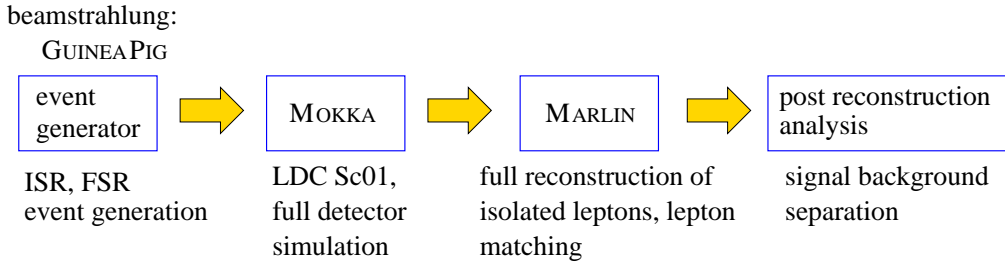 beamstrahlung:
GUINEAPIG
event
generator
MOKKA
MARLIN
post reconstruction
analysis
ISR, FSR
event generation
LDC Sc01,
full detector
simulation
full reconstruction of
isolated leptons, lepton
matching
signal background
separation